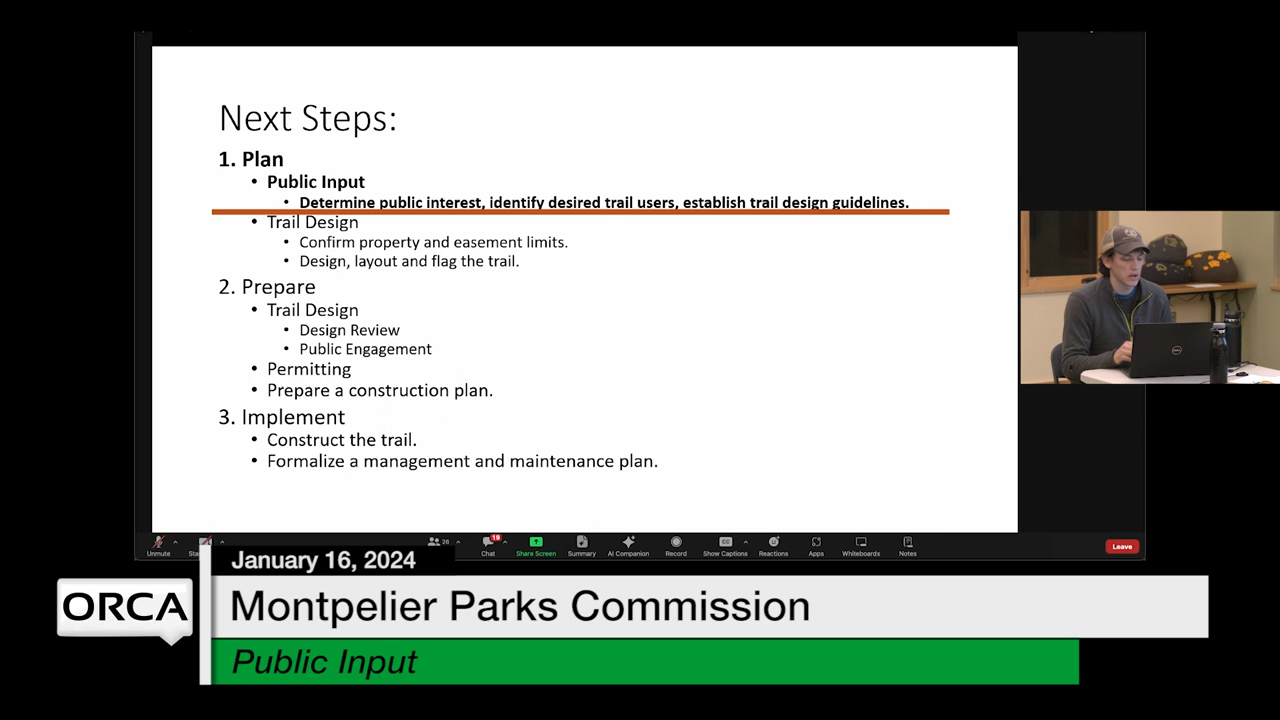 Next Steps:
1. Plan
• Public Input
• Determine public interest, identify desired trail users, establish trail design guidelines.
• Trail Design
• Confirm property and easement limits.
• Design, layout and flag the trail.
2. Prepare
• Trail Design
• Design Review
• Public Engagement
• Permitting
• Prepare a construction plan.
3. Implement
• Construct the trail.
• Formalize a management and maintenance plan.
Unmute
26
Chat
19
Share Screen
Summary
AI Companion
Record
CC
Show Captions
Reactions
Apps
Whiteboards
Notes
Leave
January 16, 2024
ORCA
Montpelier Parks Commission
Public Input